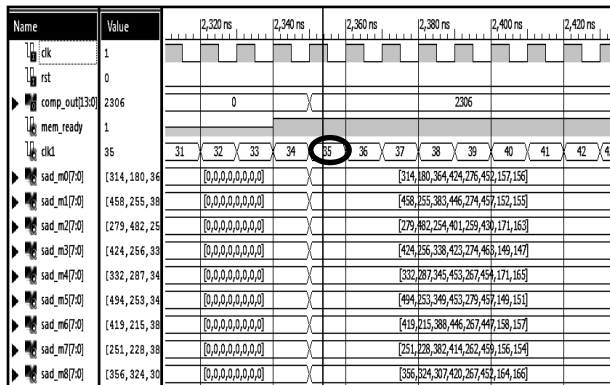 Name Value 2,320 ns 2,340 ns 2,360 ns 2,380 ns 2,400 ns 2,420 ns
clk 1
rst 0
comp_out[13:0] 2306 0 2306
mem_ready 1
clk1 35 31 32 33 34 35 36 37 38 39 40 41 42
sad_m0[7:0] [314,180,36 [0,0,0,0,0,0,0,0] [314,180,364,424,276,452,157,156]
sad_m1[7:0] [458,255,38 [0,0,0,0,0,0,0,0] [458,255,383,446,274,457,152,155]
sad_m2[7:0] [279,482,25 [0,0,0,0,0,0,0,0] [279,482,254,401,259,430,171,163]
sad_m3[7:0] [424,256,33 [0,0,0,0,0,0,0,0] [424,256,338,423,274,463,149,147]
sad_m4[7:0] [332,287,34 [0,0,0,0,0,0,0,0] [332,287,345,453,267,454,171,165]
sad_m5[7:0] [494,253,34 [0,0,0,0,0,0,0,0] [494,253,349,453,279,457,149,151]
sad_m6[7:0] [419,215,38 [0,0,0,0,0,0,0,0] [419,215,388,446,267,447,158,157]
sad_m7[7:0] [251,228,38 [0,0,0,0,0,0,0,0] [251,228,382,414,262,459,156,154]
sad_m8[7:0] [356,324,30 [0,0,0,0,0,0,0,0] [356,324,307,420,267,452,164,166]